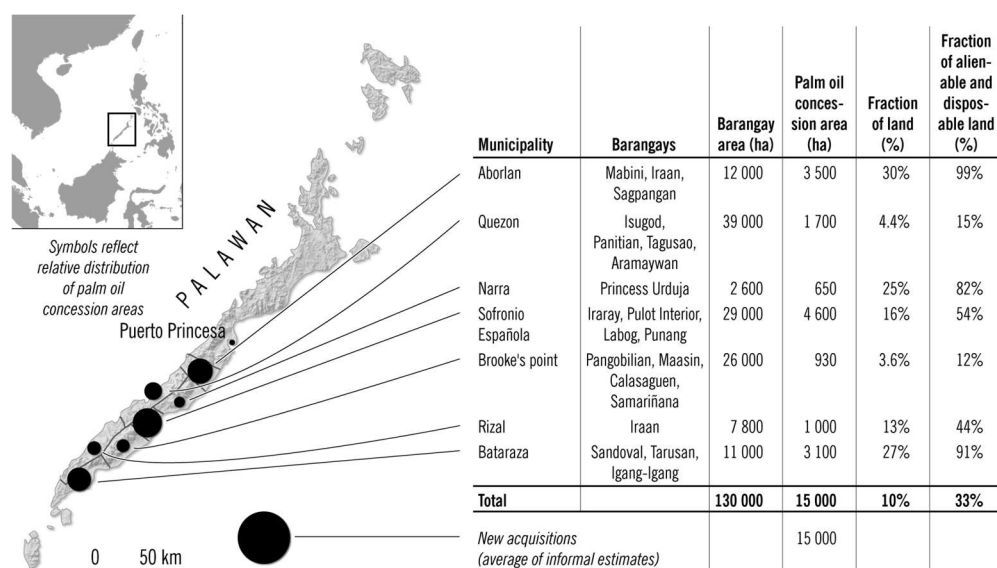 Symbols reflect
relative distribution
of palm oil
concession areas
PALAWAN
Puerto Princesa
0 50 km
Municipality Barangays Barangay area (ha) Palm oil conces- sion area (ha) Fraction of land (%) Fraction of alien- able and dispos- able land (%)
Aborlan Mabini, Iraan, 12 000 3 500 30% 99%
Sagpangan
Quezon Isugod, 39 000 1 700 4.4% 15%
Panitian, Tagusao,
Aramaywan
Narra Princess Urduja 2 600 650 25% 82%
Sofronio Iraray, Pulot Interior, 29 000 4 600 16% 54%
Española Labog, Punang
Brooke's point Pangobilian, Maasin, 26 000 930 3.6% 12%
Calasaguen,
Samariñana
Rizal Iraan 7 800 1 000 13% 44%
Bataraza Sandoval, Tarusan, 11 000 3 100 27% 91%
Igang-Igang
Total 130 000 15 000 10% 33%
New acquisitions 15 000
(average of informal estimates)